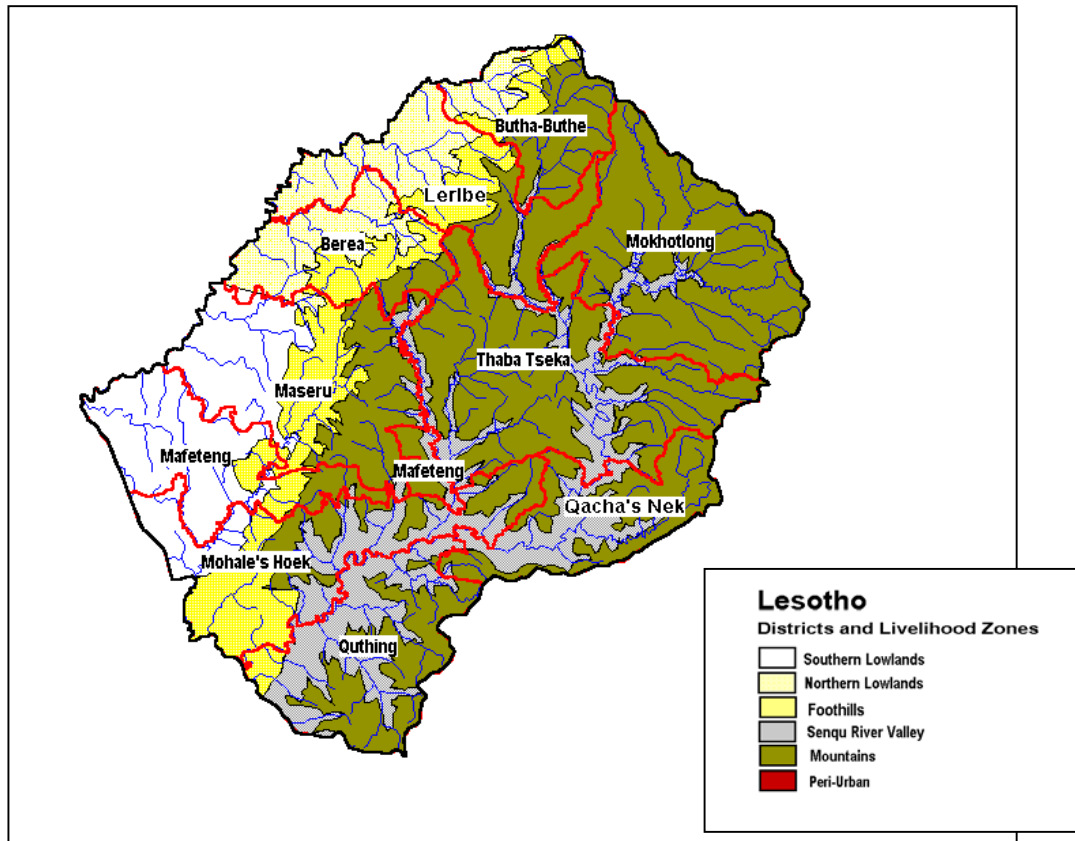 Butha-Buthe
Leribe
Berea
Mokhotlong
Thaba Tseka
Maseru
Mafeteng
Mafeteng
Qacha's Nek
Mohale's Hoek
Quthing
Lesotho
Districts and Livelihood Zones
Southern Lowlands
Northern Lowlands
Foothills
Senqu River Valley
Mountains
Peri-Urban